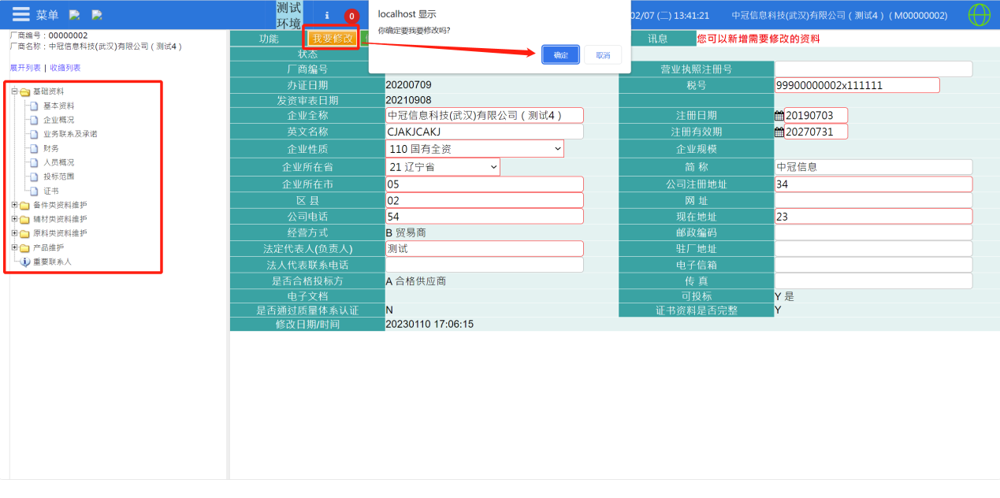 菜单
测试
环境
i
0
02/07 (二) 13:41:21
中冠信息科技(武汉)有限公司 ( 测试4 ) ( M00000002)
localhost 显示
你确定要我要修改吗?
确定
取消
厂商编号：00000002
厂商名称：中冠信息科技(武汉)有限公司 ( 测试4 )
展开列表 | 收缩列表
基础资料
基本资料
企业概况
业务联系及承诺
财务
人员概况
投标范围
证书
备件类资料维护
辅材类资料维护
原料类资料维护
产品维护
重要联系人
功能
我要修改
讯息
您可以新增需要修改的资料
状态
厂商编号
营业执照注册号
办证日期
20200709
税号
99900000002x111111
发资审表日期
20210908
企业全称
中冠信息科技(武汉)有限公司 ( 测试4 )
注册日期
20190703
英文名称
CJAKJCAKJ
注册有效期
20270731
企业性质
110 国有全资
企业规模
企业所在省
21 辽宁省
简 称
中冠信息
企业所在市
05
公司注册地址
34
区 县
02
网 址
公司电话
54
现在地址
23
经营方式
B 贸易商
邮政编码
法定代表人(负责人)
测试
驻厂地址
法人代表联系电话
电子信箱
是否合格投标方
A 合格供应商
传 真
电子文档
可投标
Y 是
是否通过质量体系认证
N
证书资料是否完整
Y
修改日期/时间
20230110 17:06:15